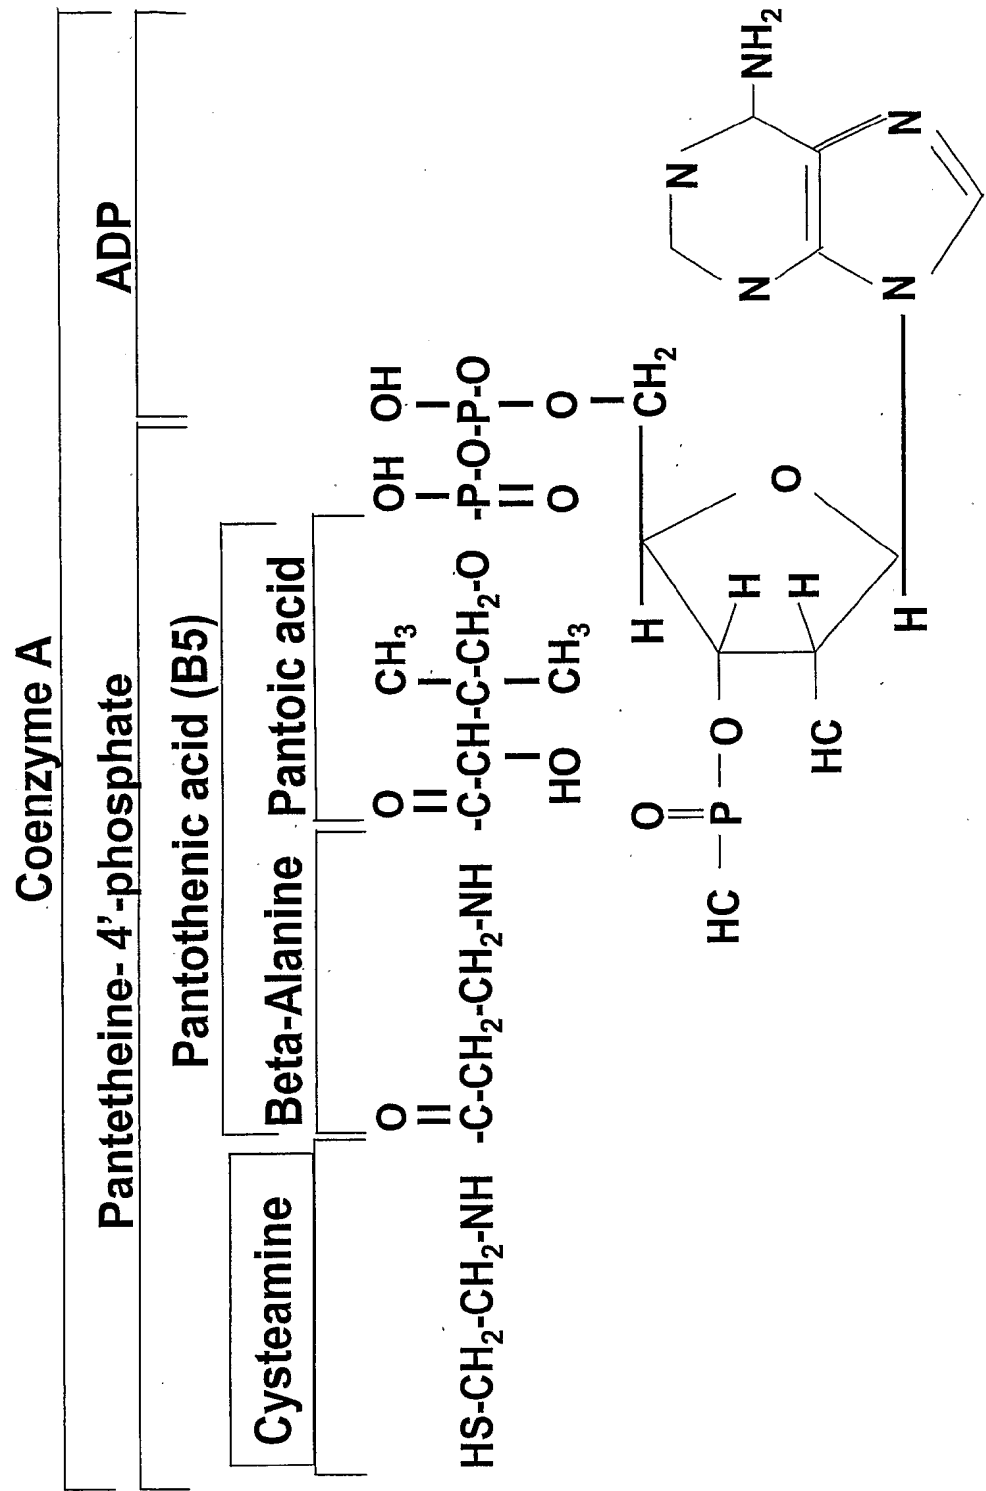 Coenzyme A
Pantetheine- 4'-phosphate ADP
Pantothenic acid (B5)
Cysteamine Beta-Alanine Pantoic acid
O O CH3 OH OH
HS-CH2-CH2-NH -C-CH2-CH2-NH -C-CH-C-CH2-O -P-O-P-O
HO CH3 O O
O H CH2 N NH2
HC P O H O N
HC H
H N N